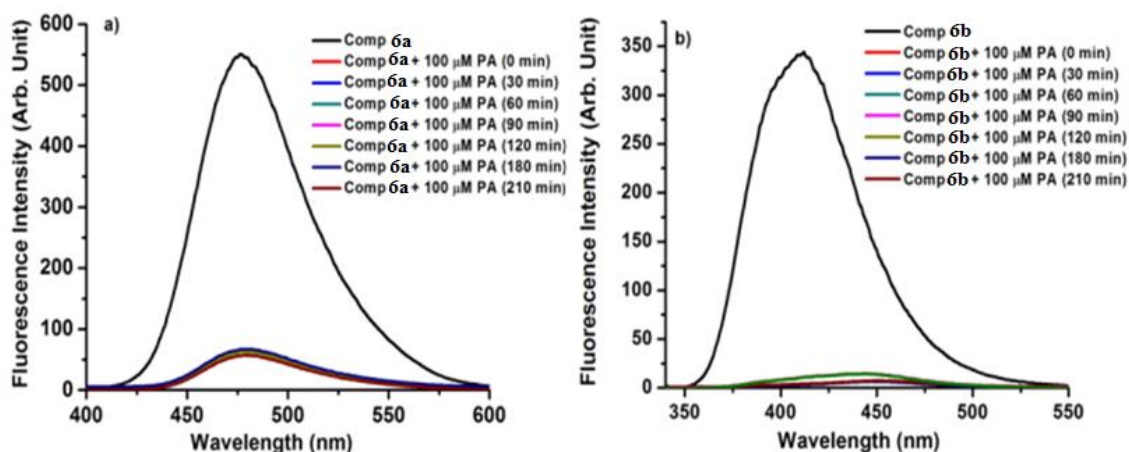 a)
Comp 6a
Comp 6a + 100 μM PA (0 min)
Comp 6a + 100 μM PA (30 min)
Comp 6a + 100 μM PA (60 min)
Comp 6a + 100 μM PA (90 min)
Comp 6a + 100 μM PA (120 min)
Comp 6a + 100 μM PA (180 min)
Comp 6a + 100 μM PA (210 min)
Fluorescence Intensity (Arb. Unit)
600
500
400
300
200
100
0
400 450 500 550 600
Wavelength (nm)
b)
Comp 6b
Comp 6b + 100 μM PA (0 min)
Comp 6b + 100 μM PA (30 min)
Comp 6b + 100 μM PA (60 min)
Comp 6b + 100 μM PA (90 min)
Comp 6b + 100 μM PA (120 min)
Comp 6b + 100 μM PA (180 min)
Comp 6b + 100 μM PA (210 min)
Fluorescence Intensity (Arb. Unit)
350
325
300
250
200
150
100
50
25
0
350 400 450 500 550
Wavelength (nm)